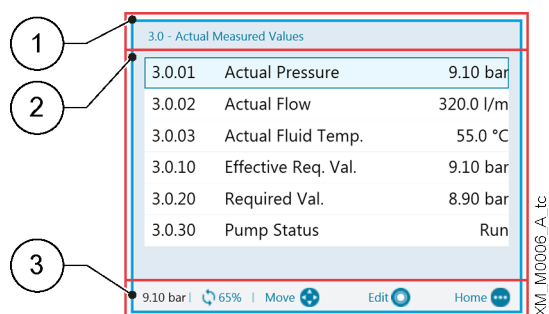 1
3.0 - Actual Measured Values
2
3.0.01 Actual Pressure 9.10 bar
3.0.02 Actual Flow 320.0 l/m
3.0.03 Actual Fluid Temp. 55.0 °C
3.0.10 Effective Req. Val. 9.10 bar
3.0.20 Required Val. 8.90 bar
3.0.30 Pump Status Run
3
9.10 bar | 65% | Move Edit Home
XM_M0006_A_tc